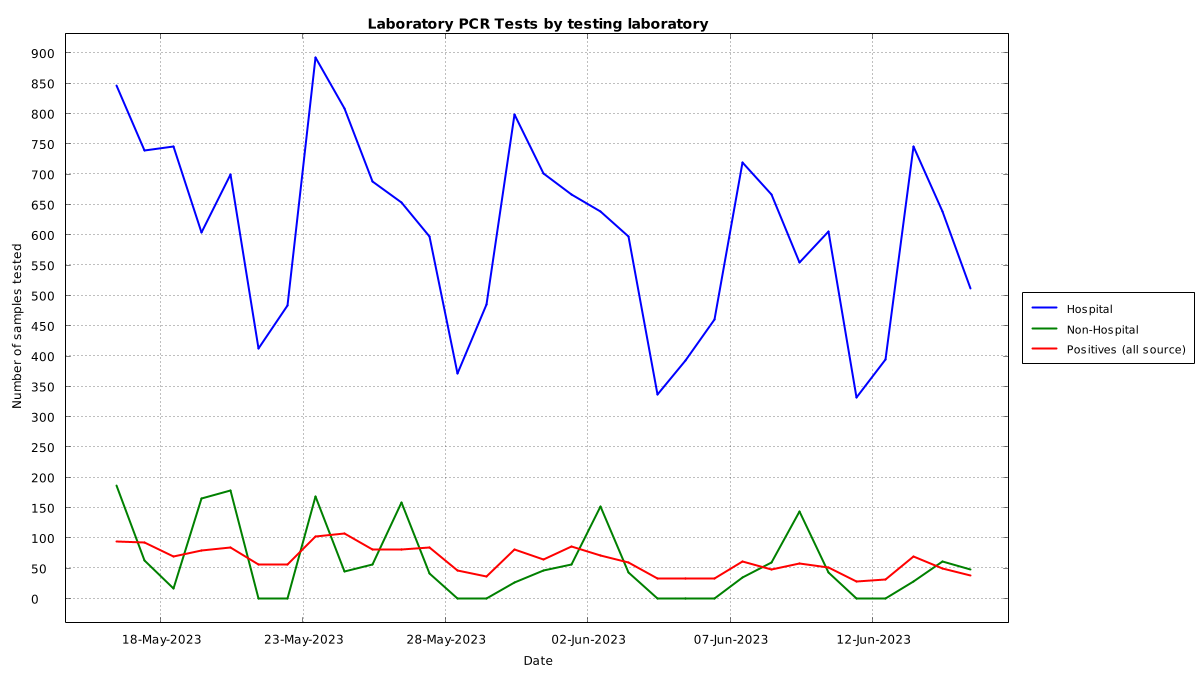 Laboratory PCR Tests by testing laboratory
900
850
800
750
700
650
600
550
500
450
400
350
300
250
200
150
100
50
0
Number of samples tested
18-May-2023
23-May-2023
28-May-2023
02-Jun-2023
07-Jun-2023
12-Jun-2023
Date
Hospital
Non-Hospital
Positives (all source)